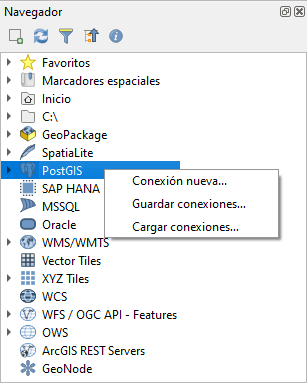 Navegador
Favoritos
Marcadores espaciales
Inicio
C:\
GeoPackage
SpatiaLite
PostGIS
Conexión nueva...
SAP HANA
Guardar conexiones...
MSSQL
Cargar conexiones...
Oracle
WMS/WMTS
Vector Tiles
XYZ Tiles
WCS
WFS / OGC API - Features
OWS
ArcGIS REST Servers
GeoNode